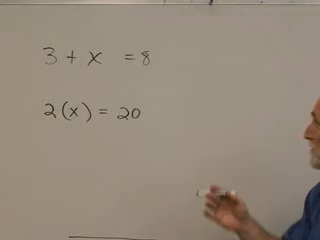 3 + x = 8
2(x) = 20